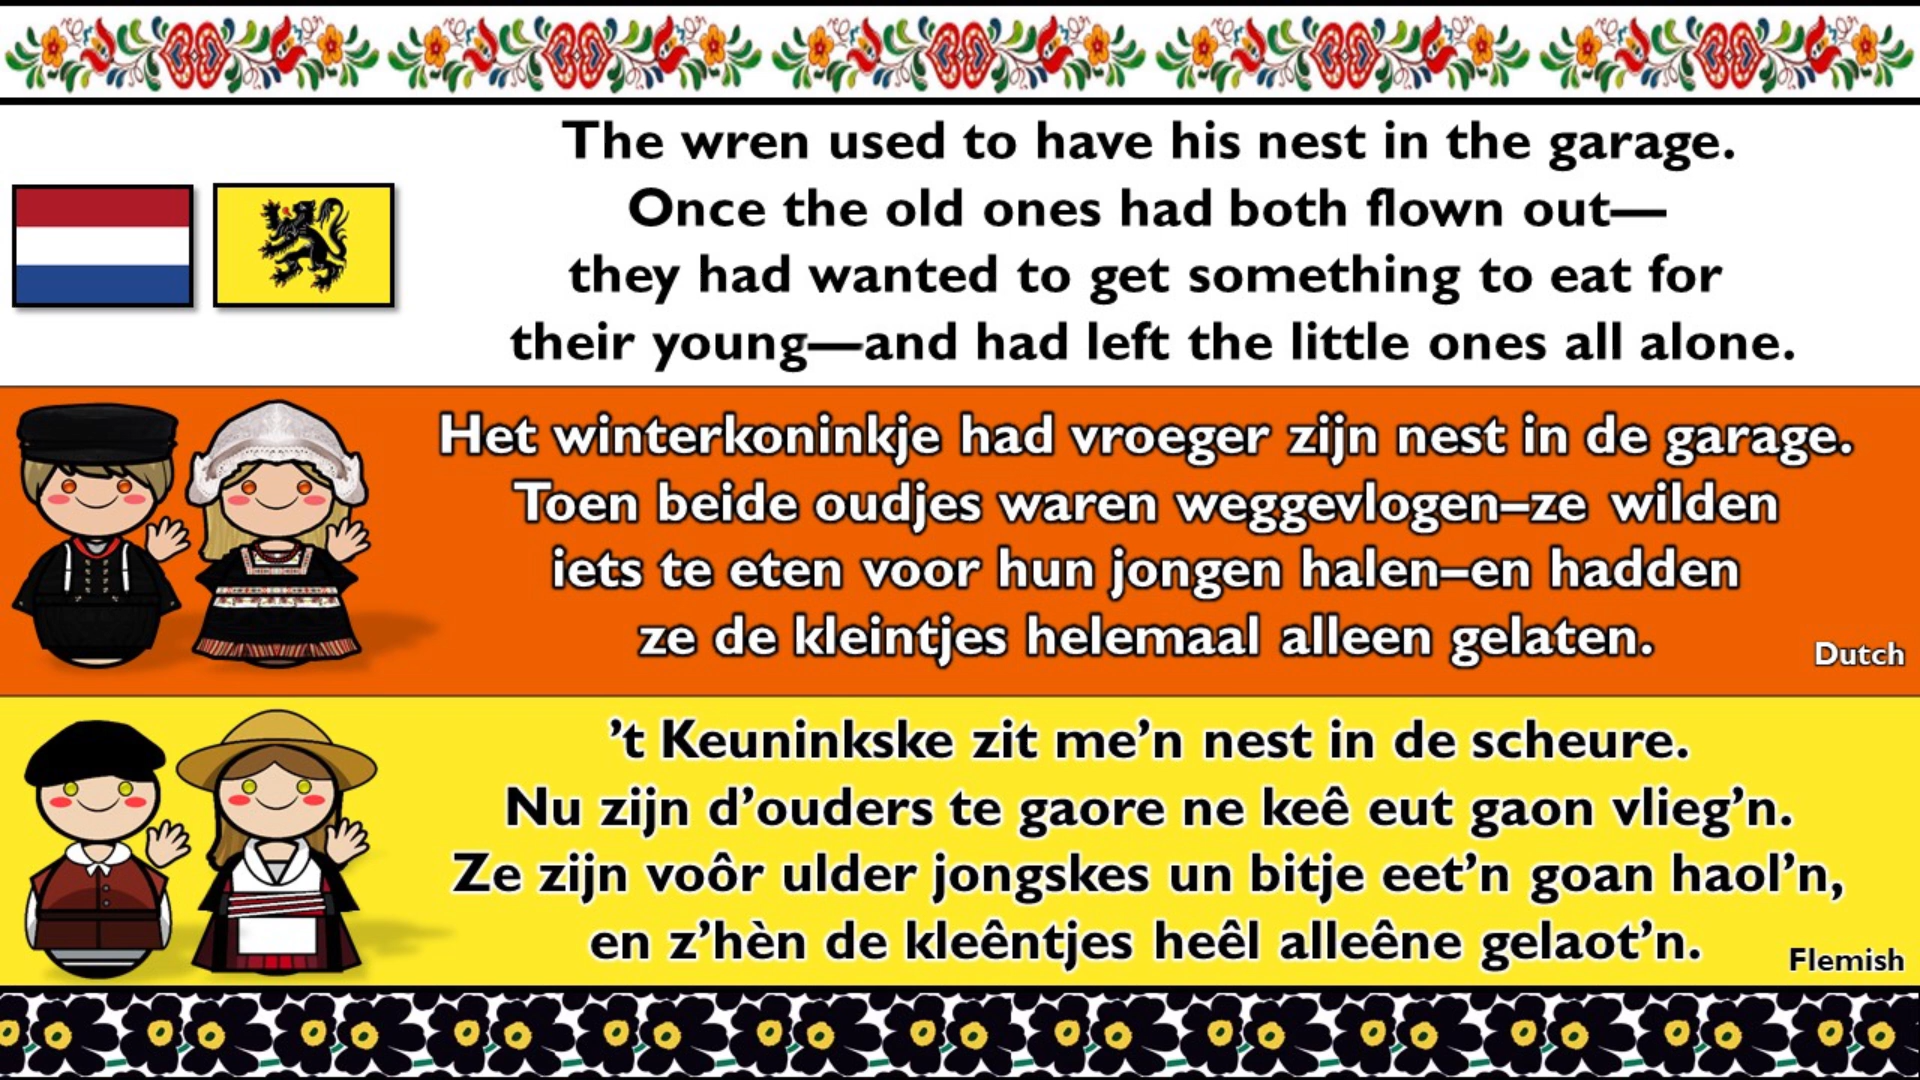 The wren used to have his nest in the garage.
Once the old ones had both flown out—
they had wanted to get something to eat for
their young—and had left the little ones all alone.
Het winterkoninkje had vroeger zijn nest in de garage.
Toen beide oudjes waren weggevlogen–ze wilden
iets te eten voor hun jongen halen–en hadden
ze de kleintjes helemaal alleen gelaten.
Dutch
’t Keuninkske zit me’n nest in de scheure.
Nu zijn d’ouders te gaore ne keê eut gaon vlieg’n.
Ze zijn voôr ulder jongskes un bitje eet’n goan haol’n,
en z’hèn de kleêntjes heêl alleêne gelaot’n.
Flemish